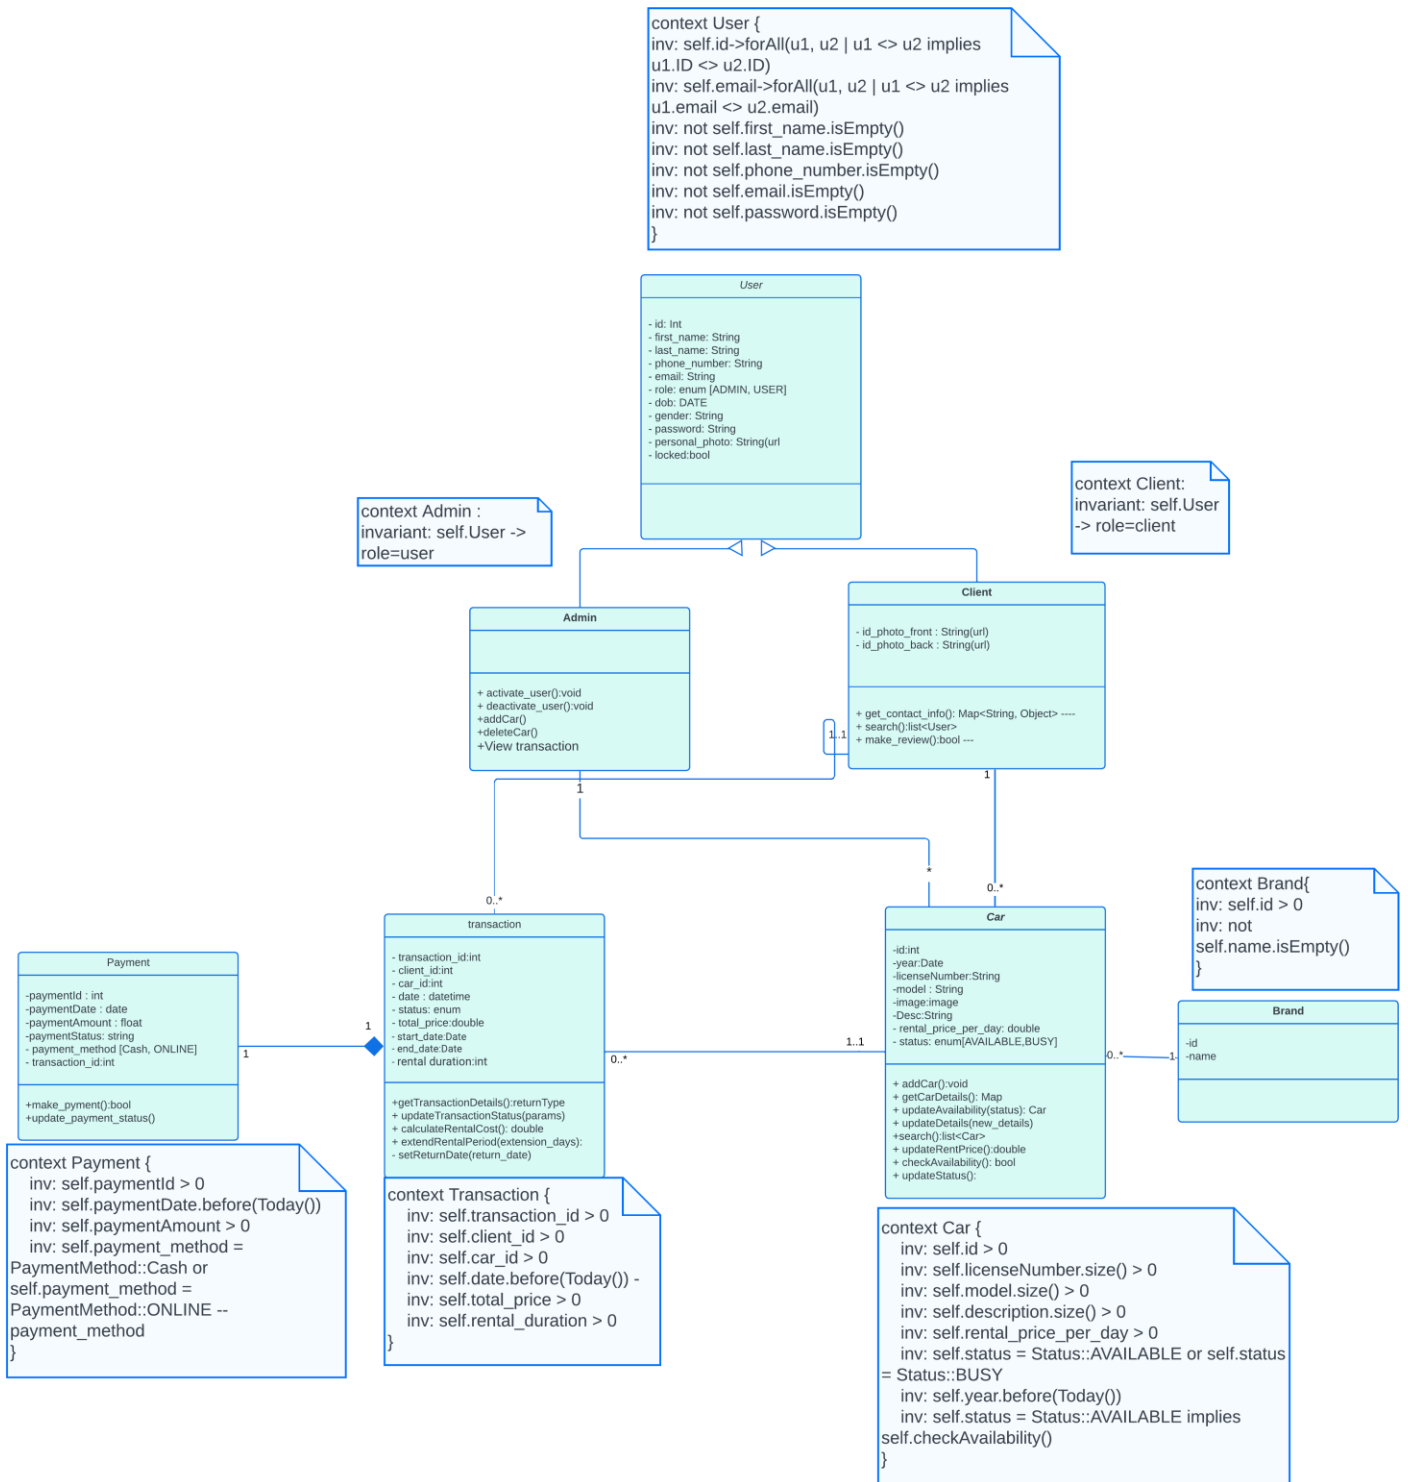 context User {
inv: self.id->forAll(u1, u2 | u1 <> u2 implies
u1.ID <> u2.ID)
inv: self.email->forAll(u1, u2 | u1 <> u2 implies
u1.email <> u2.email)
inv: not self.first_name.isEmpty()
inv: not self.last_name.isEmpty()
inv: not self.phone_number.isEmpty()
inv: not self.email.isEmpty()
inv: not self.password.isEmpty()
}
User
- id: Int
- first_name: String
- last_name: String
- phone_number: String
- email: String
- role: enum [ADMIN, USER]
- dob: DATE
- gender: String
- password: String
- personal_photo: String(url
- locked:bool
context Admin :
invariant: self.User ->
role=user
context Client:
invariant: self.User
-> role=client
Admin
+ activate_user():void
+ deactivate_user():void
+addCar()
+deleteCar()
+View transaction
Client
- id_photo_front : String(url)
- id_photo_back : String(url)
+ get_contact_info(): Map<String, Object> ----
+ search():list<User>
+ make_review():bool ---
1..1
1
1
*
0..*
0..*
transaction
- transaction_id:int
- client_id:int
- car_id:int
- date : datetime
- status: enum
- total_price:double
- start_date:Date
- end_date:Date
- rental duration:int
+getTransactionDetails():returnType
+ updateTransactionStatus(params)
+ calculateRentalCost(): double
+ extendRentalPeriod(extension_days):
- setReturnDate(return_date)
Payment
-paymentId : int
-paymentDate : date
-paymentAmount : float
-paymentStatus: string
- payment_method [Cash, ONLINE]
- transaction_id:int
+make_pyment():bool
+update_payment_status()
1
1
0..*
1..1
Car
-id:int
-year:Date
-licenseNumber:String
-model : String
-image:image
-Desc:String
- rental_price_per_day: double
- status: enum[AVAILABLE,BUSY]
+ addCar():void
+ getCarDetails(): Map
+ updateAvailability(status): Car
+ updateDetails(new_details)
+search():list<Car>
+ updateRentPrice():double
+ checkAvailability(): bool
+ updateStatus():
0..*
1
context Brand{
inv: self.id > 0
inv: not
self.name.isEmpty()
}
Brand
-id
-name
context Payment {
inv: self.paymentId > 0
inv: self.paymentDate.before(Today())
inv: self.paymentAmount > 0
inv: self.payment_method =
PaymentMethod::Cash or
self.payment_method =
PaymentMethod::ONLINE --
payment_method
}
context Transaction {
inv: self.transaction_id > 0
inv: self.client_id > 0
inv: self.car_id > 0
inv: self.date.before(Today()) -
inv: self.total_price > 0
inv: self.rental_duration > 0
}
context Car {
inv: self.id > 0
inv: self.licenseNumber.size() > 0
inv: self.model.size() > 0
inv: self.description.size() > 0
inv: self.rental_price_per_day > 0
inv: self.status = Status::AVAILABLE or self.status
= Status::BUSY
inv: self.year.before(Today())
inv: self.status = Status::AVAILABLE implies
self.checkAvailability()
}